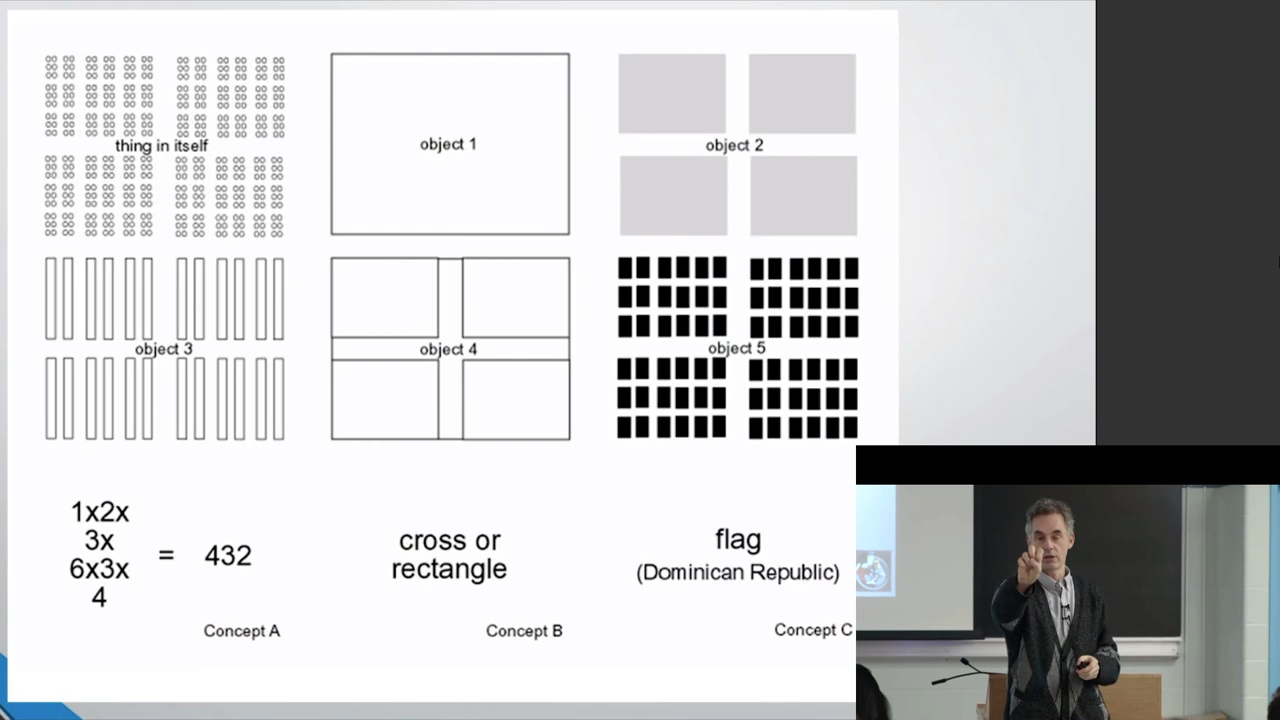 thing in itself
object 1
object 2
object 3
object 4
object 5
1x2x
3x
6x3x
4
= 432
cross or
rectangle
flag
(Dominican Republic)
Concept A
Concept B
Concept C